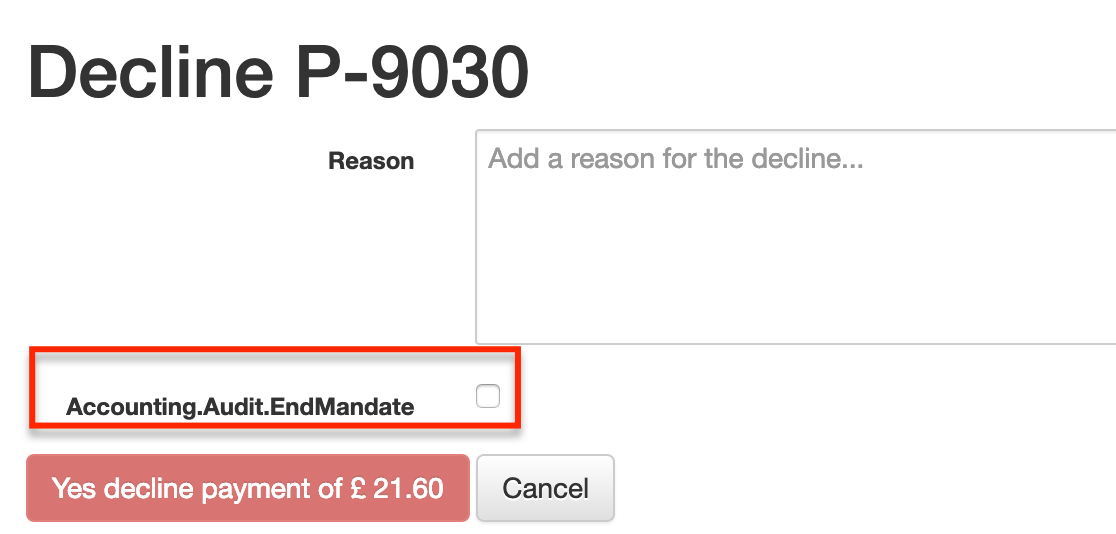 Decline P-9030
Reason
Add a reason for the decline...
Accounting.Audit.EndMandate
Yes decline payment of £ 21.60
Cancel